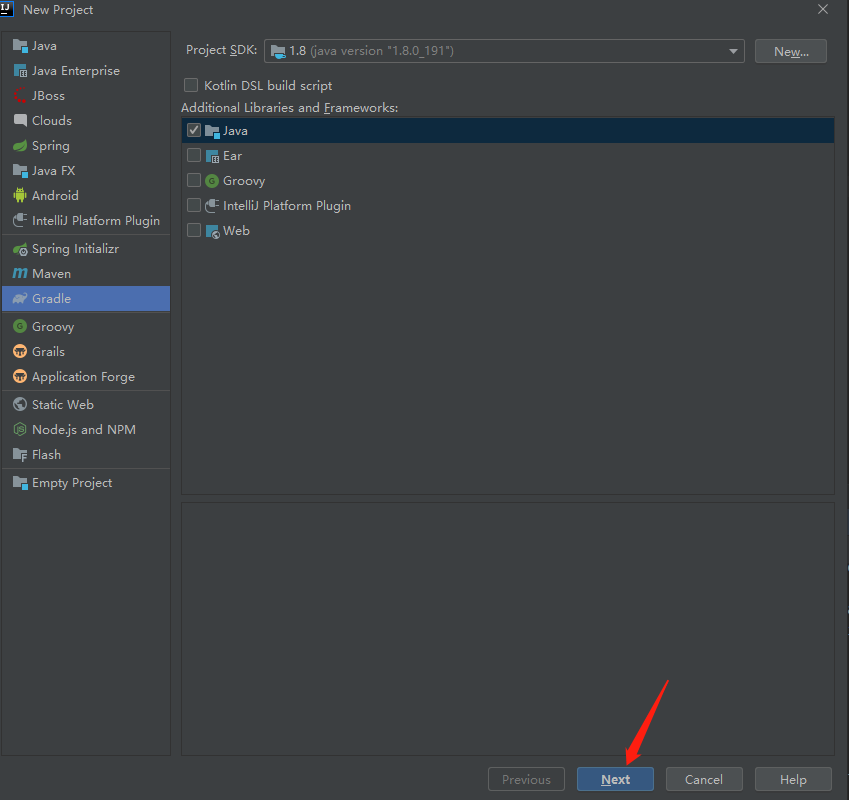 New Project
Java
Java Enterprise
JBoss
Clouds
Spring
Java FX
Android
IntelliJ Platform Plugin
Spring Initializr
Maven
Gradle
Groovy
Grails
Application Forge
Static Web
Node.js and NPM
Flash
Empty Project
Project SDK: 1.8 (java version "1.8.0_191") New...
Kotlin DSL build script
Additional Libraries and Frameworks:
Java
Ear
Groovy
IntelliJ Platform Plugin
Web
Previous Next Cancel Help